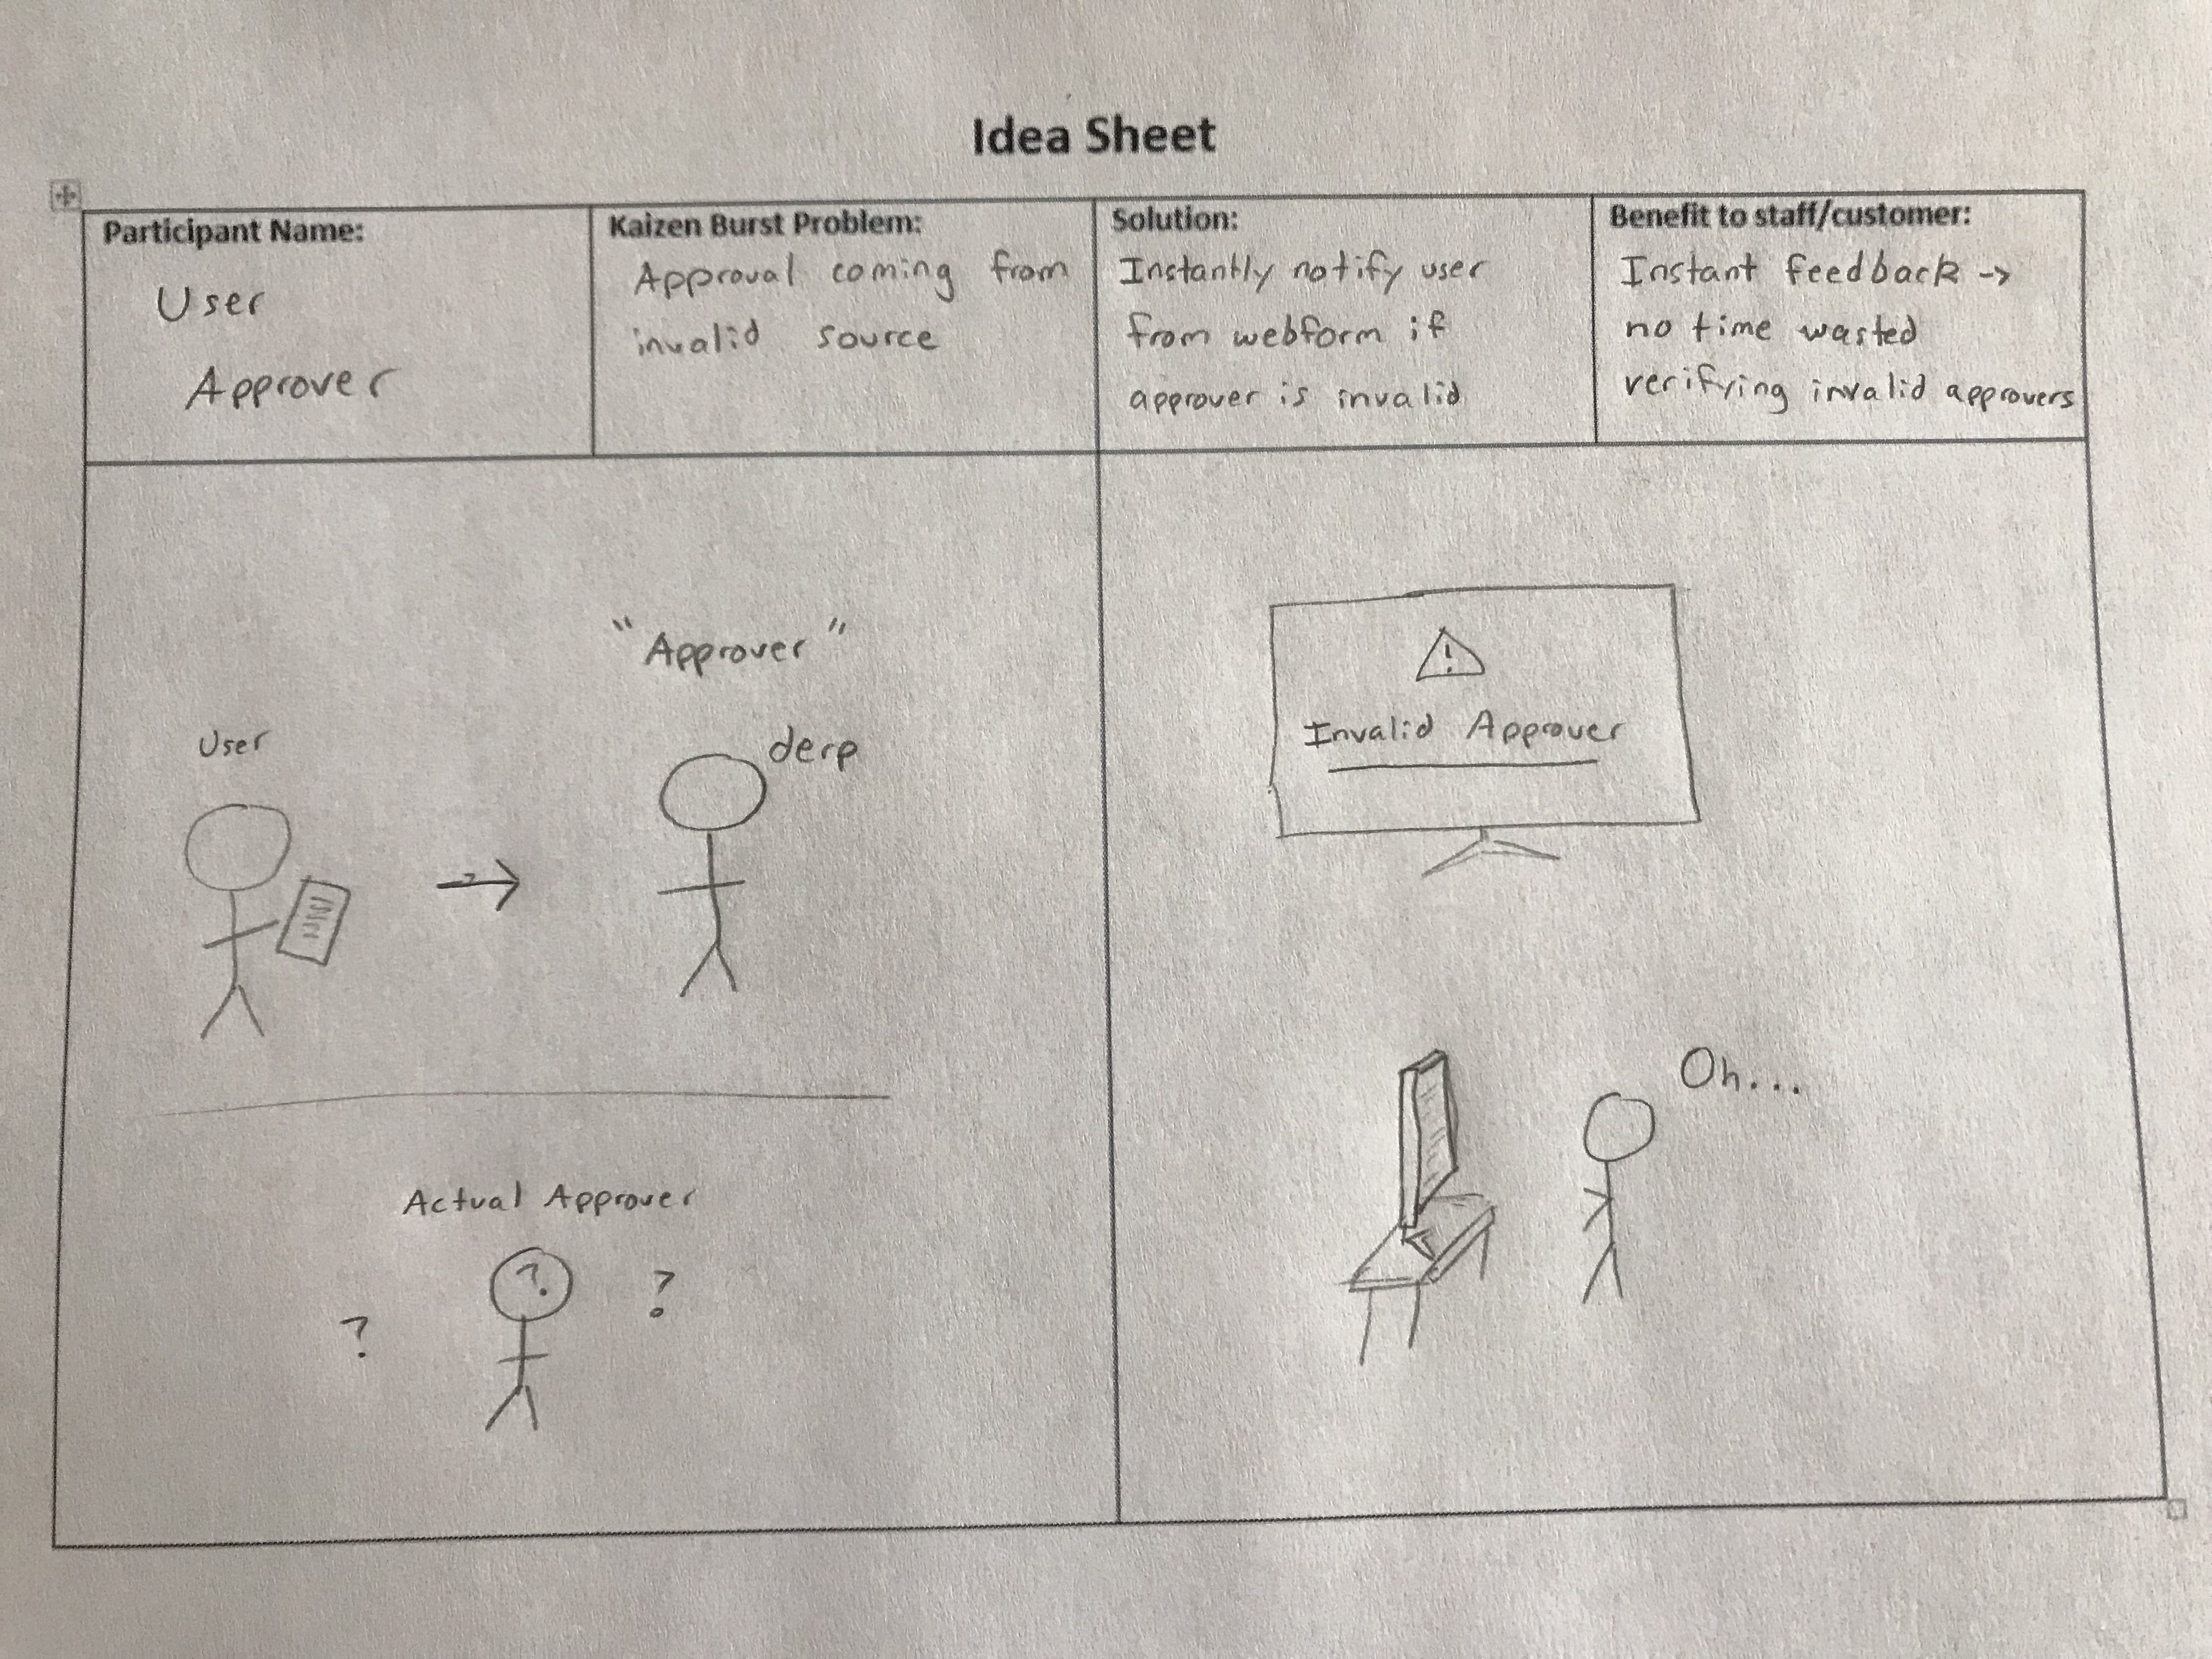 Idea Sheet
Participant Name:
User
Approver
Kaizen Burst Problem:
Approval coming from
invalid source
Solution:
Instantly notify user
from webform if
approver is invalid
Benefit to staff/customer:
Instant feedback →
no time wasted
verifying invalid approvers
User
"Approver"
derp
Actual Approver
?
?
?
!
Invalid Approver
Oh...